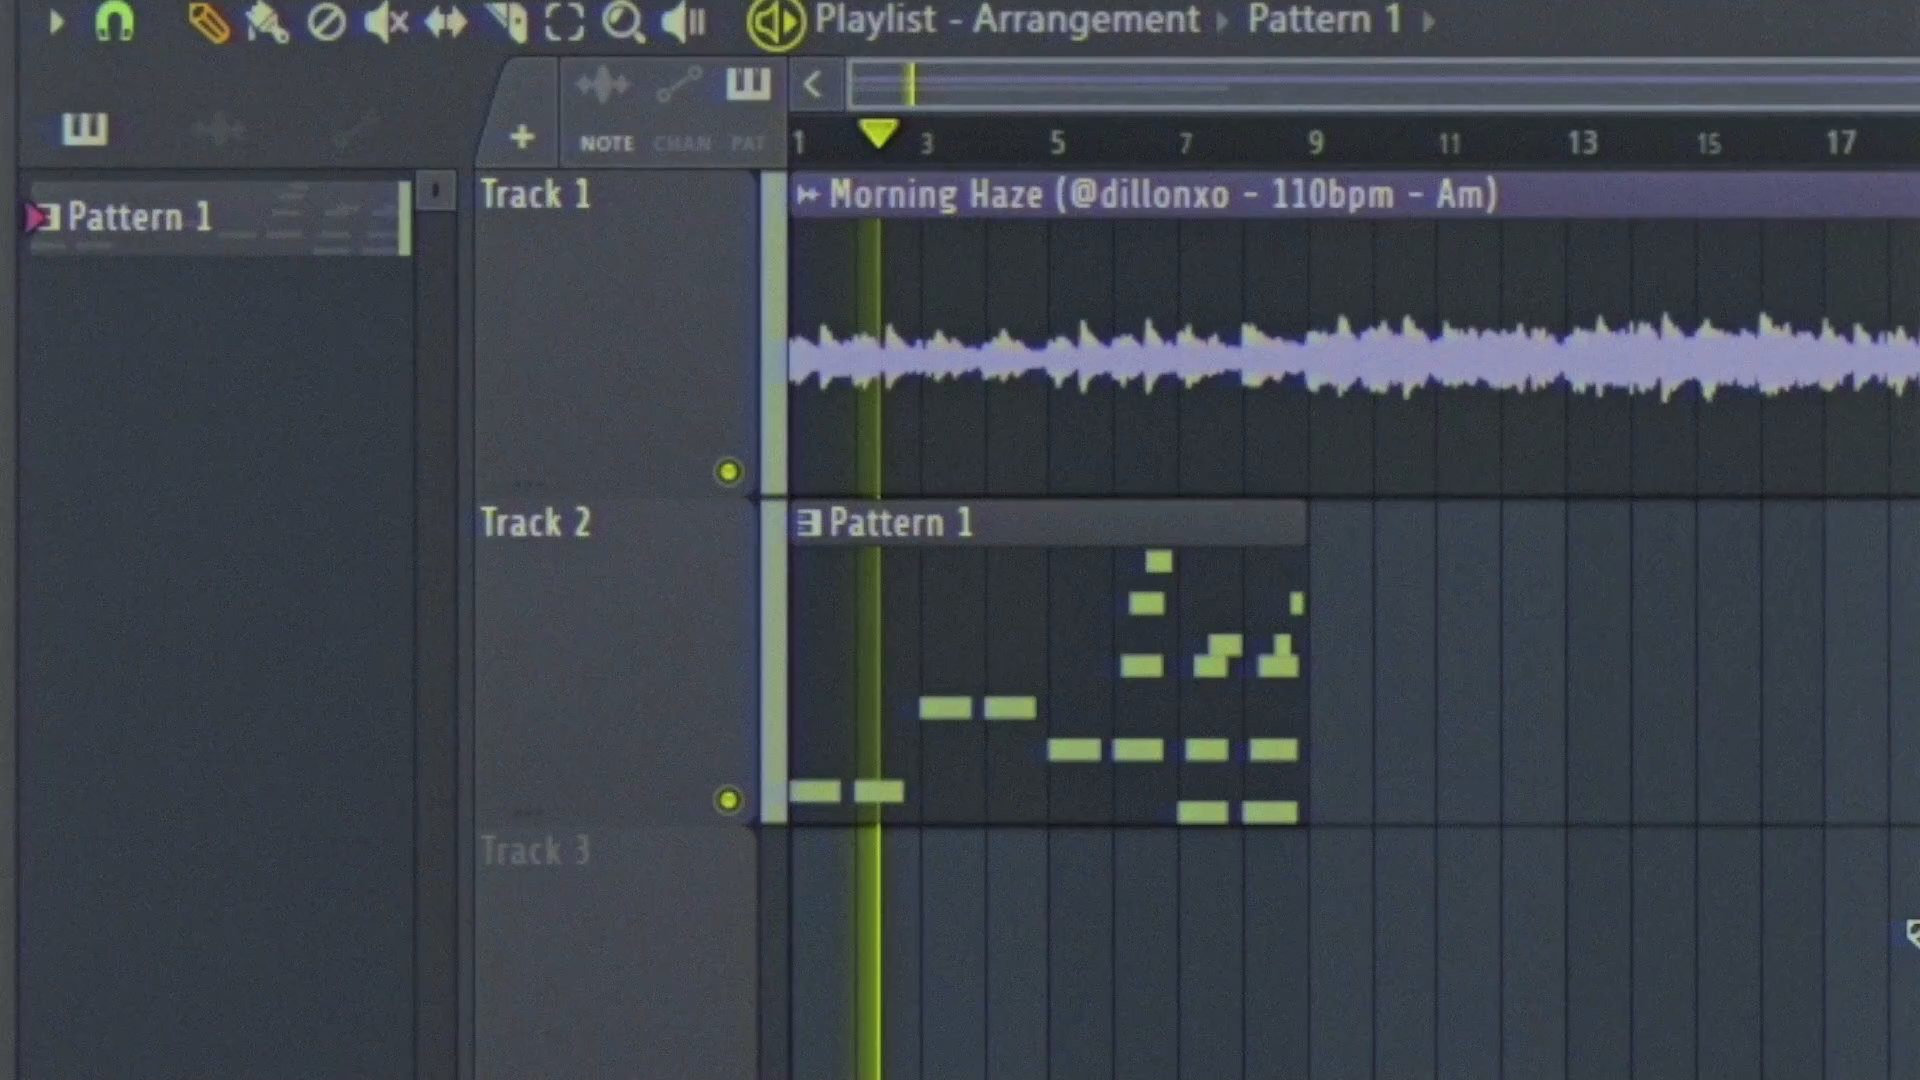 Playlist - Arrangement › Pattern 1 ›
NOTE CHAN PAT
1 3 5 7 9 11 13 15 17
Pattern 1
Track 1
Morning Haze (@dillonxo - 110bpm - Am)
Track 2
Pattern 1
Track 3